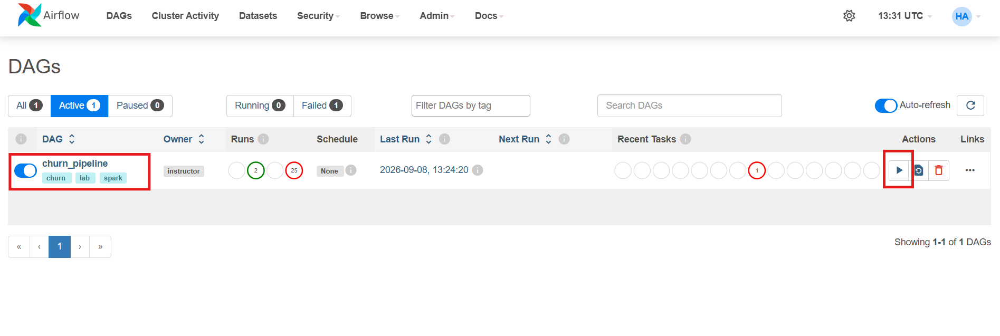 Airflow DAGs Cluster Activity Datasets Security Browse Admin Docs 13:31 UTC HA
DAGs
All 1 Active 1 Paused 0 Running 0 Failed 1 Filter DAGs by tag Search DAGs Auto-refresh
DAG Owner Runs Schedule Last Run Next Run Recent Tasks Actions Links
churn_pipeline
churn lab spark
instructor 2 25 None 2026-09-08, 13:24:20 1
« ‹ 1 › »
Showing 1-1 of 1 DAGs